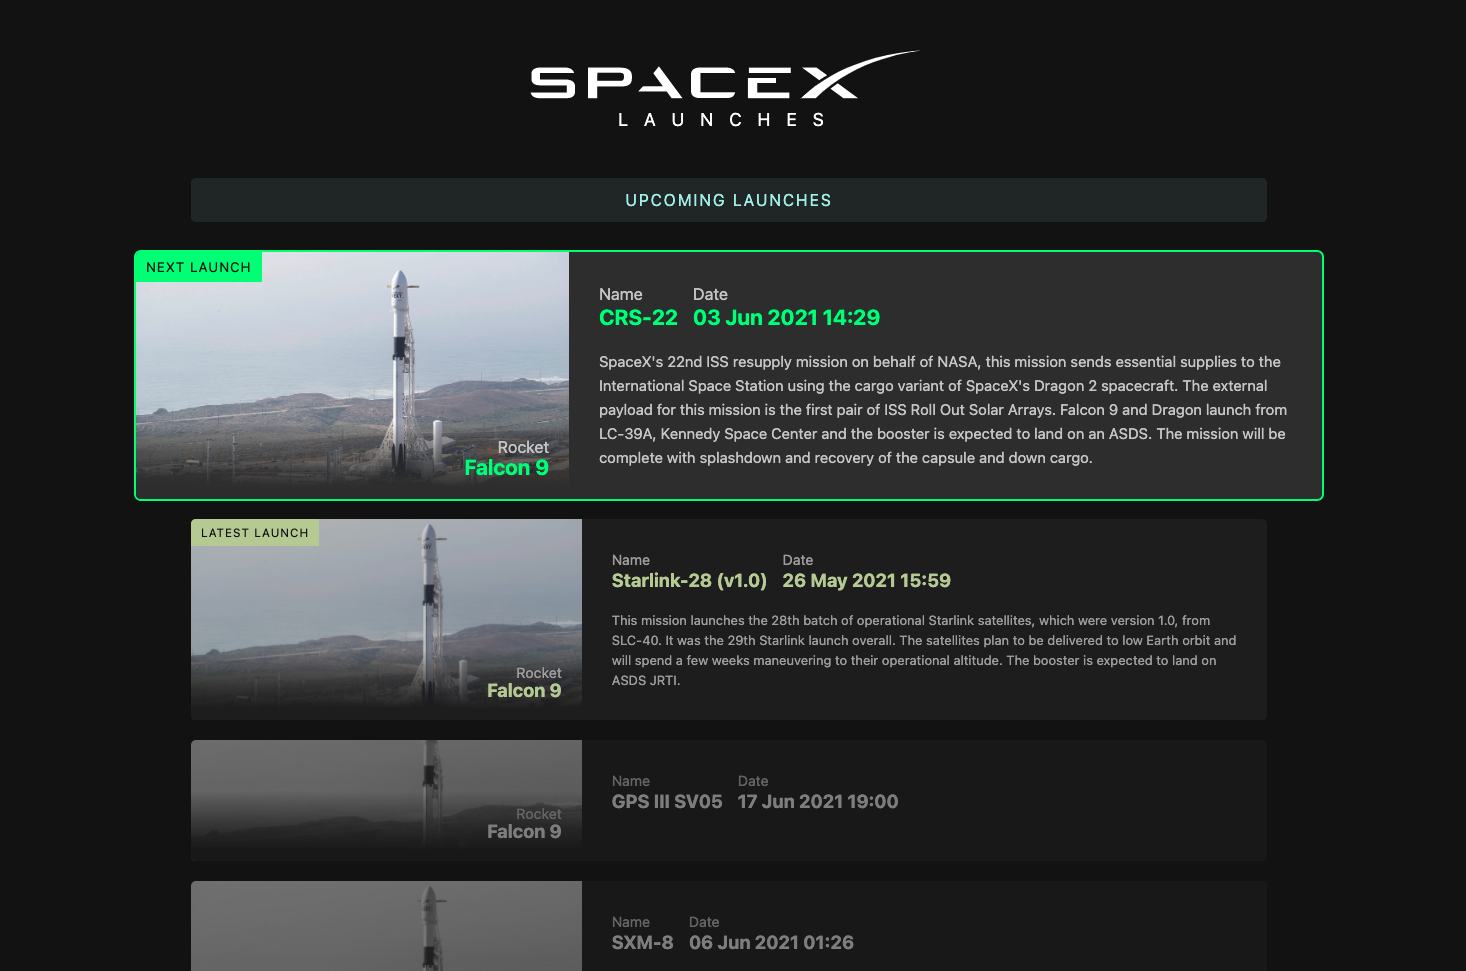 SPACEX
LAUNCHES
UPCOMING LAUNCHES
NEXT LAUNCH
Rocket
Falcon 9
Name Date
CRS-22 03 Jun 2021 14:29
SpaceX's 22nd ISS resupply mission on behalf of NASA, this mission sends essential supplies to the
International Space Station using the cargo variant of SpaceX's Dragon 2 spacecraft. The external
payload for this mission is the first pair of ISS Roll Out Solar Arrays. Falcon 9 and Dragon launch from
LC-39A, Kennedy Space Center and the booster is expected to land on an ASDS. The mission will be
complete with splashdown and recovery of the capsule and down cargo.
LATEST LAUNCH
Rocket
Falcon 9
Name Date
Starlink-28 (v1.0) 26 May 2021 15:59
This mission launches the 28th batch of operational Starlink satellites, which were version 1.0, from
SLC-40. It was the 29th Starlink launch overall. The satellites plan to be delivered to low Earth orbit and
will spend a few weeks maneuvering to their operational altitude. The booster is expected to land on
ASDS JRTI.
Rocket
Falcon 9
Name Date
GPS III SV05 17 Jun 2021 19:00
Name Date
SXM-8 06 Jun 2021 01:26